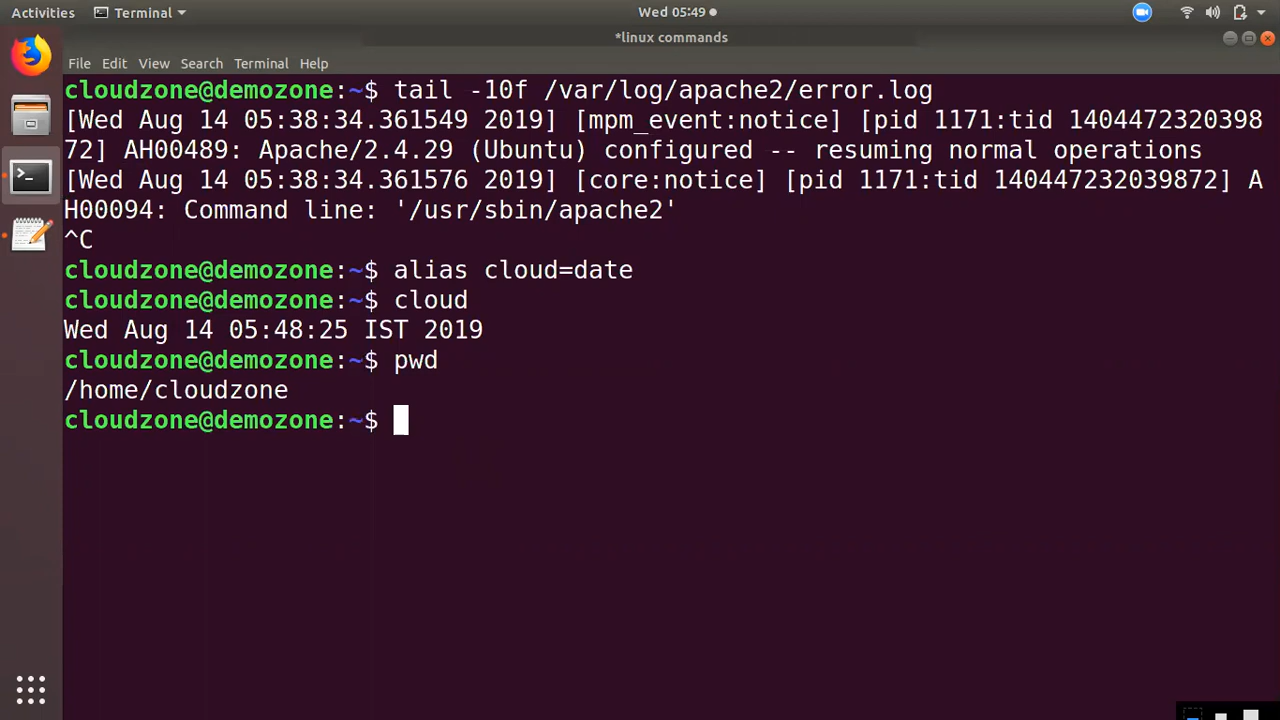 Activities Terminal Wed 05:49
*linux commands
File Edit View Search Terminal Help
cloudzone@demozone:~$ tail -10f /var/log/apache2/error.log
[Wed Aug 14 05:38:34.361549 2019] [mpm_event:notice] [pid 1171:tid 1404472320398
72] AH00489: Apache/2.4.29 (Ubuntu) configured -- resuming normal operations
[Wed Aug 14 05:38:34.361576 2019] [core:notice] [pid 1171:tid 140447232039872] A
H00094: Command line: '/usr/sbin/apache2'
^C
cloudzone@demozone:~$ alias cloud=date
cloudzone@demozone:~$ cloud
Wed Aug 14 05:48:25 IST 2019
cloudzone@demozone:~$ pwd
/home/cloudzone
cloudzone@demozone:~$